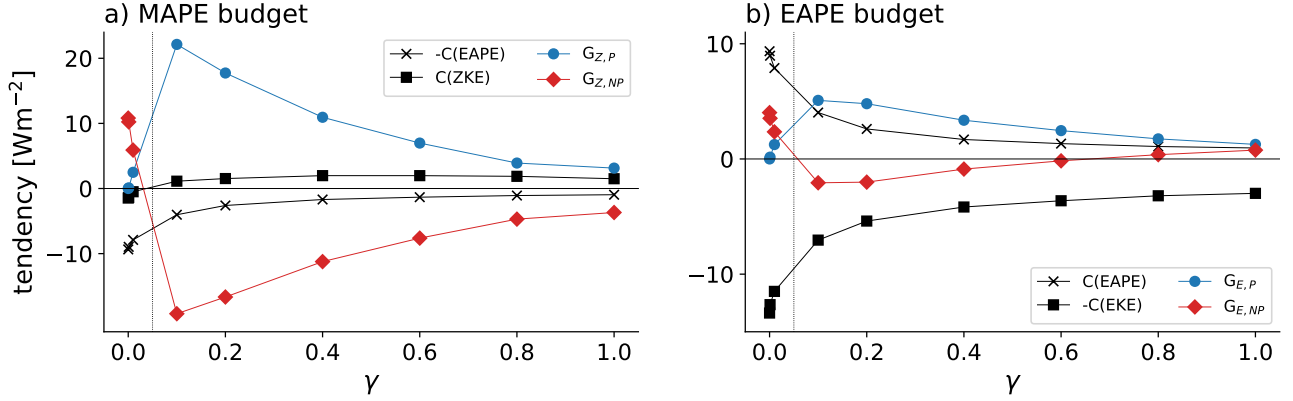 a) MAPE budget
tendency [Wm⁻²]
20
10
0
−10
-C(EAPE)
C(ZKE)
G_{Z,P}
G_{Z,NP}
0.0 0.2 0.4 0.6 0.8 1.0
γ
b) EAPE budget
10
0
−10
C(EAPE)
-C(EKE)
G_{E,P}
G_{E,NP}
0.0 0.2 0.4 0.6 0.8 1.0
γ